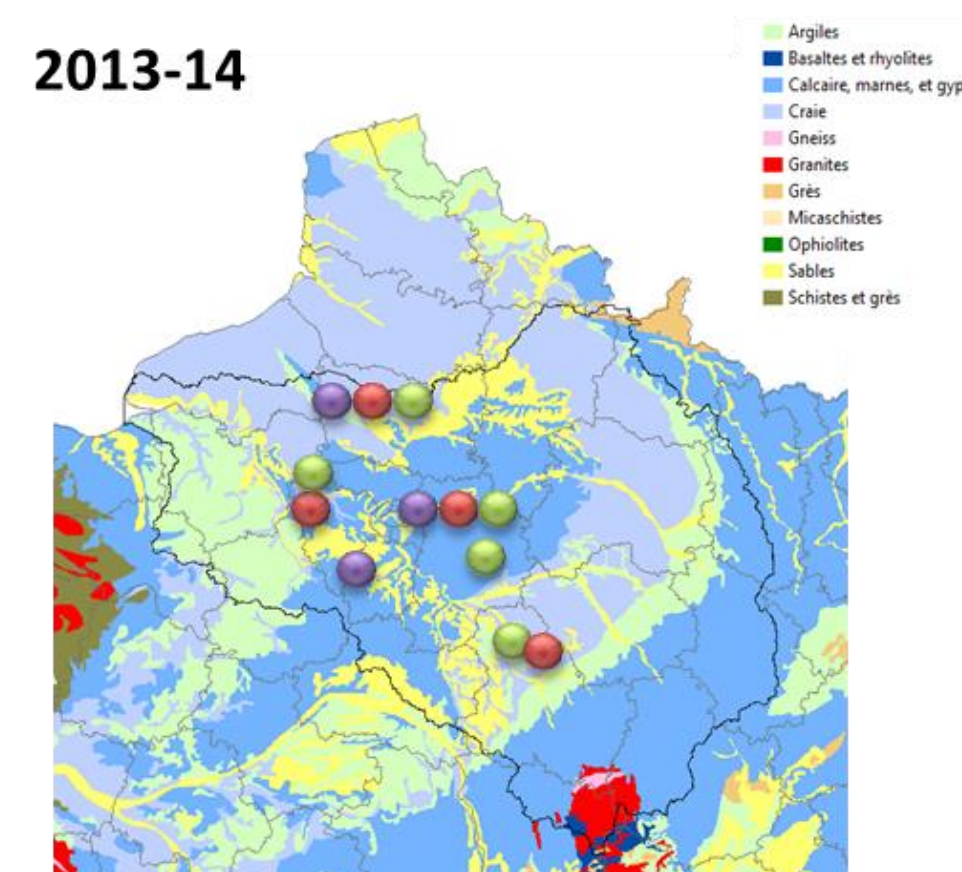 2013-14
Argiles
Basaltes et rhyolites
Calcaire, marnes, et gyp
Craie
Gneiss
Granites
Grès
Micaschistes
Ophiolites
Sables
Schistes et grès